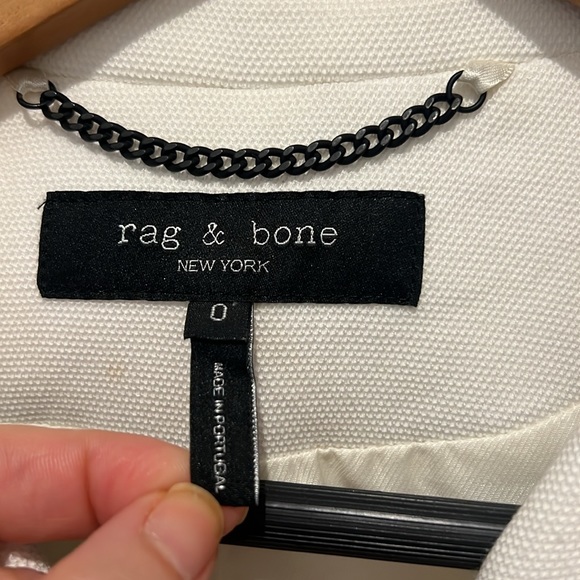 rag & bone
NEW YORK
0
MADE IN PORTUGAL